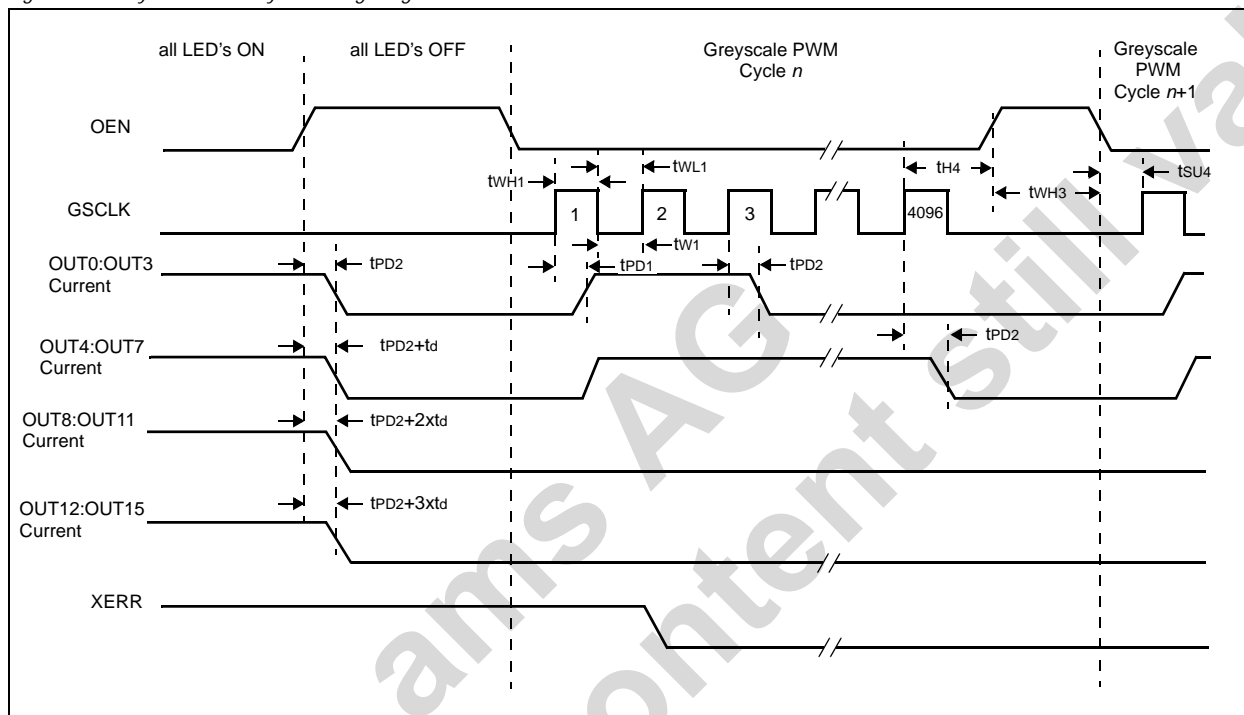 all LED's ON
all LED's OFF
Greyscale PWM
Cycle n
Greyscale
PWM
Cycle n+1
OEN
tWH1
tWL1
tH4
tWH3
tSU4
GSCLK
1
2
3
4096
tW1
OUT0:OUT3
Current
tPD2
tPD1
tPD2
OUT4:OUT7
Current
tPD2+td
tPD2
OUT8:OUT11
Current
tPD2+2xtd
OUT12:OUT15
Current
tPD2+3xtd
XERR
ams AG
content still va